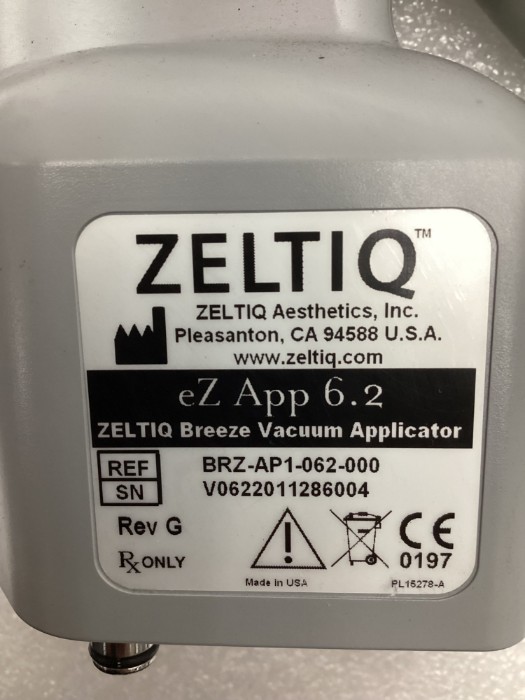 ZELTIQ™
ZELTIQ Aesthetics, Inc.
Pleasanton, CA 94588 U.S.A.
www.zeltiq.com
eZ App 6.2
ZELTIQ Breeze Vacuum Applicator
REF BRZ-AP1-062-000
SN V0622011286004
Rev G
℞ ONLY
CE
0197
Made in USA
PL15278-A